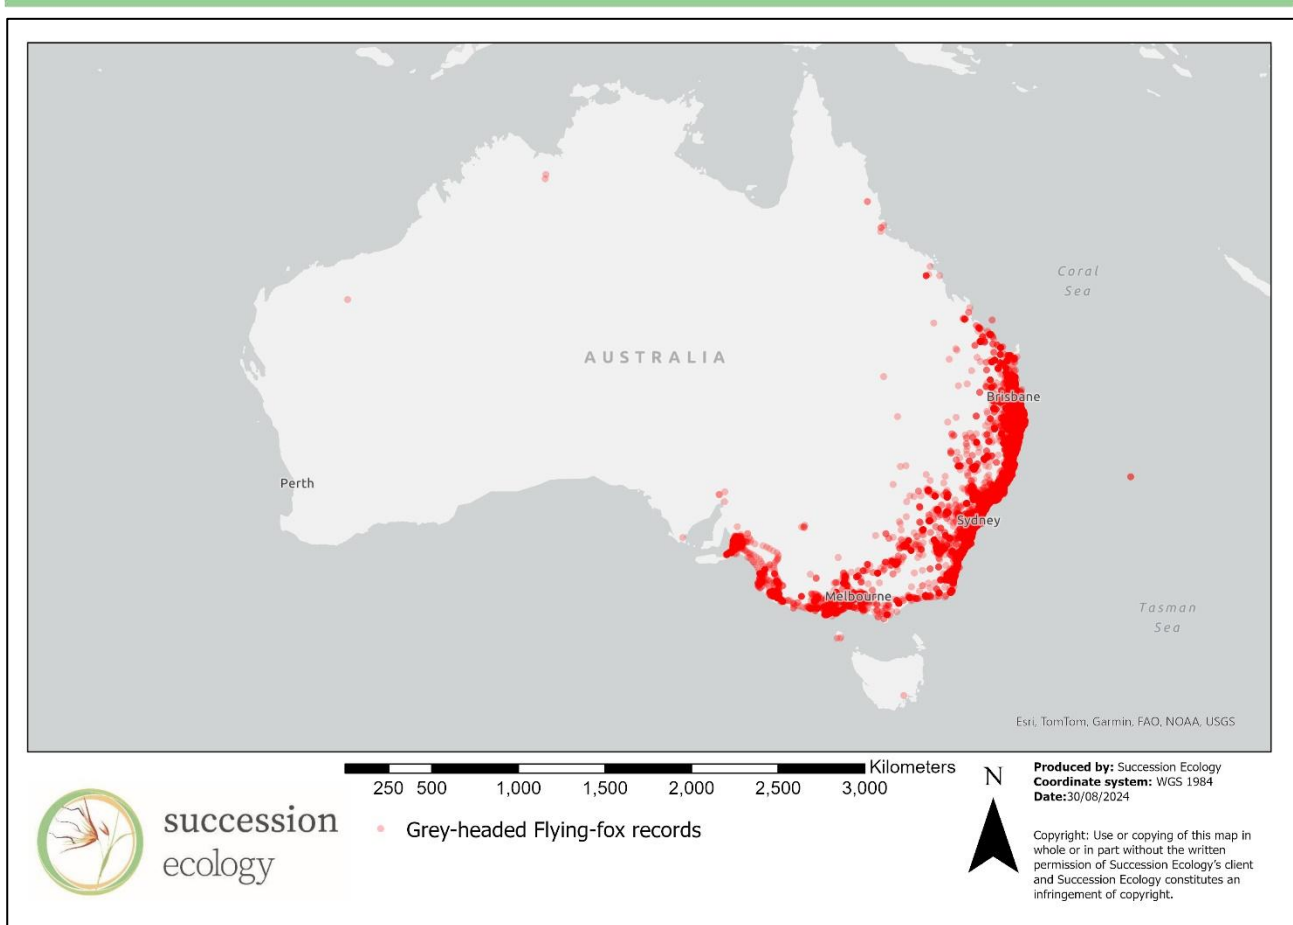 Coral
Sea
AUSTRALIA
Brisbane
Perth
Sydney
Melbourne
Tasman
Sea
Esri, TomTom, Garmin, FAO, NOAA, USGS
Kilometers
250 500 1,000 1,500 2,000 2,500 3,000
succession
ecology
Grey-headed Flying-fox records
N
Produced by: Succession Ecology
Coordinate system: WGS 1984
Date:30/08/2024
Copyright: Use or copying of this map in
whole or in part without the written
permission of Succession Ecology's client
and Succession Ecology constitutes an
infringement of copyright.